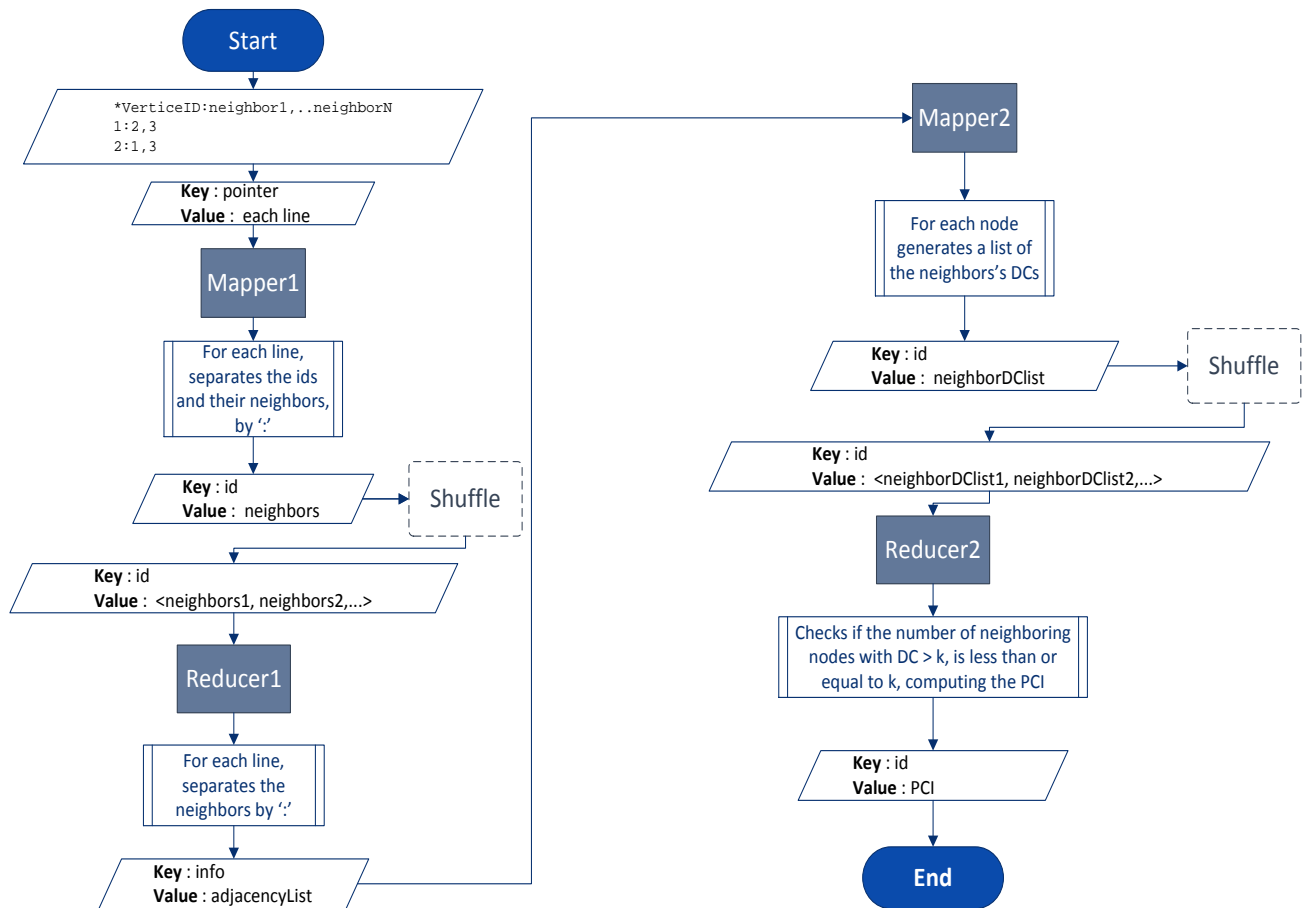 Start
*VerticeID:neighbor1,..neighborN
1:2,3
2:1,3
Key : pointer
Value : each line
Mapper1
For each line,
separates the ids
and their neighbors,
by ‘:’
Key : id
Value : neighbors
Shuffle
Key : id
Value : <neighbors1, neighbors2,...>
Reducer1
For each line,
separates the
neighbors by ‘:’
Key : info
Value : adjacencyList
Mapper2
For each node
generates a list of
the neighbors’s DCs
Key : id
Value : neighborDClist
Shuffle
Key : id
Value : <neighborDClist1, neighborDClist2,...>
Reducer2
Checks if the number of neighboring
nodes with DC > k, is less than or
equal to k, computing the PCI
Key : id
Value : PCI
End